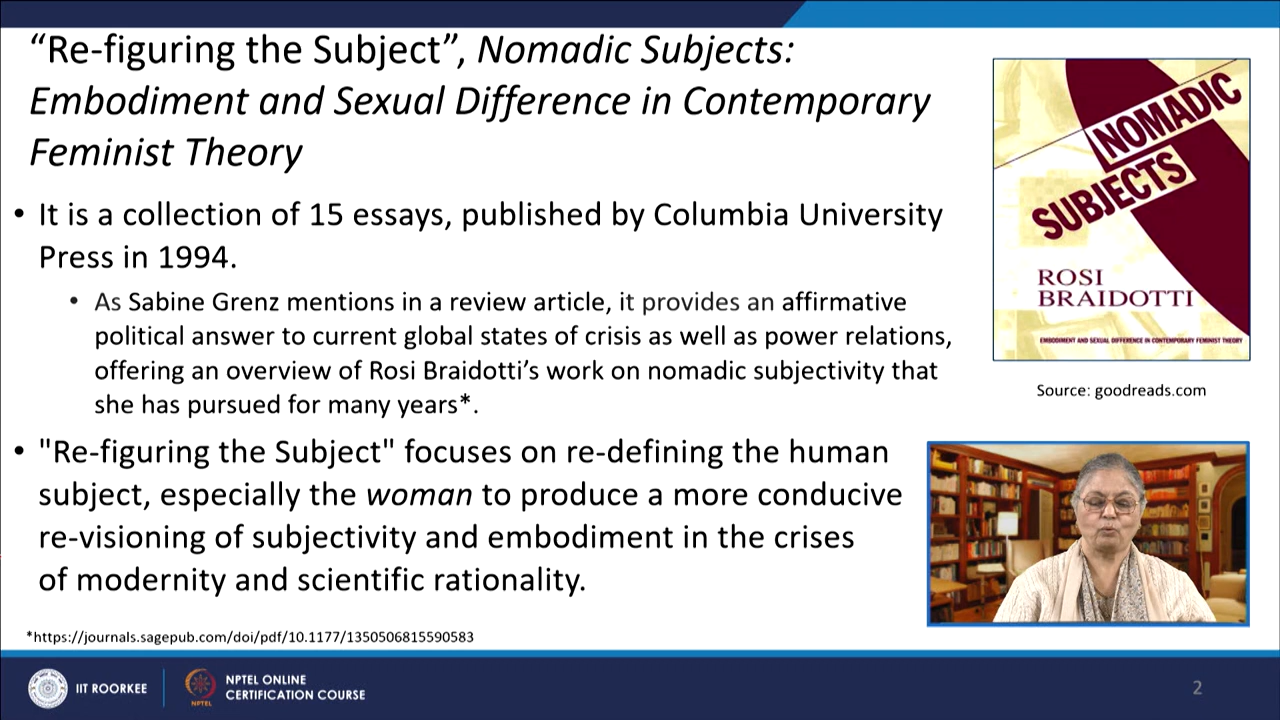 “Re-figuring the Subject”, Nomadic Subjects:
Embodiment and Sexual Difference in Contemporary
Feminist Theory
• It is a collection of 15 essays, published by Columbia University
Press in 1994.
• As Sabine Grenz mentions in a review article, it provides an affirmative
political answer to current global states of crisis as well as power relations,
offering an overview of Rosi Braidotti’s work on nomadic subjectivity that
she has pursued for many years*.
• "Re-figuring the Subject" focuses on re-defining the human
subject, especially the woman to produce a more conducive
re-visioning of subjectivity and embodiment in the crises
of modernity and scientific rationality.
*https://journals.sagepub.com/doi/pdf/10.1177/1350506815590583
NOMADIC
SUBJECTS
ROSI
BRAIDOTTI
EMBODIMENT AND SEXUAL DIFFERENCE IN CONTEMPORARY FEMINIST THEORY
Source: goodreads.com
IIT ROORKEE
NPTEL
NPTEL ONLINE
CERTIFICATION COURSE
2